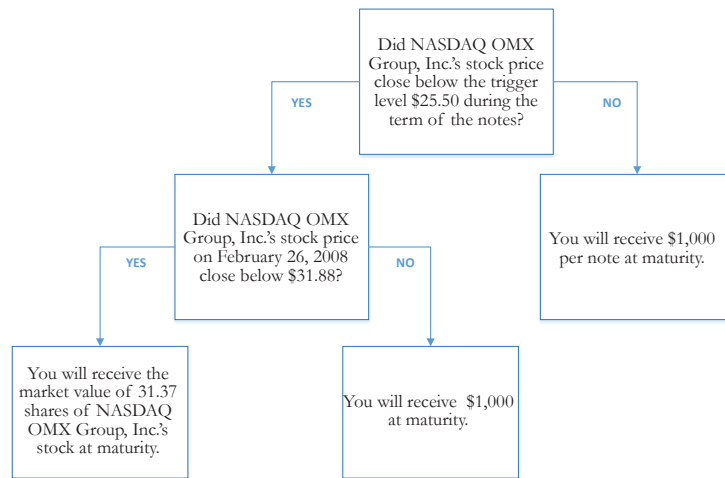 Did NASDAQ OMX
Group, Inc.'s stock price
close below the trigger
level $25.50 during the
term of the notes?
YES
NO
Did NASDAQ OMX
Group, Inc.'s stock price
on February 26, 2008
close below $31.88?
You will receive $1,000
per note at maturity.
YES
NO
You will receive the
market value of 31.37
shares of NASDAQ
OMX Group, Inc.'s
stock at maturity.
You will receive $1,000
at maturity.